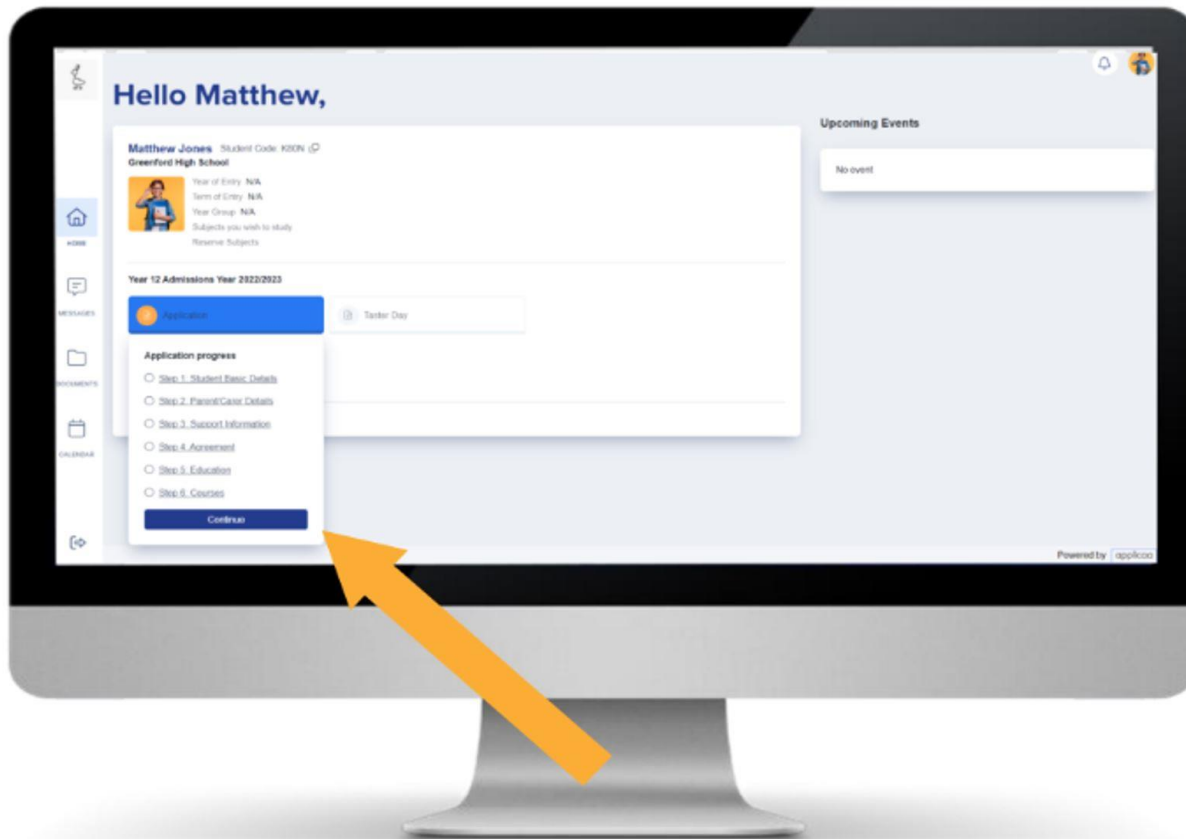 Hello Matthew,
Matthew Jones Student Code: K80N
Greenford High School
Year of Entry N/A
Term of Entry N/A
Year Group N/A
Subjects you wish to study
Reserve Subjects
Year 12 Admissions Year 2022/2023
Application
Taster Day
Application progress
Step 1. Student Basic Details
Step 2. Parent/Carer Details
Step 3. Support Information
Step 4. Agreement
Step 5. Education
Step 6. Courses
Continue
Upcoming Events
No event
HOME
MESSAGES
DOCUMENTS
CALENDAR
Powered by applicaa